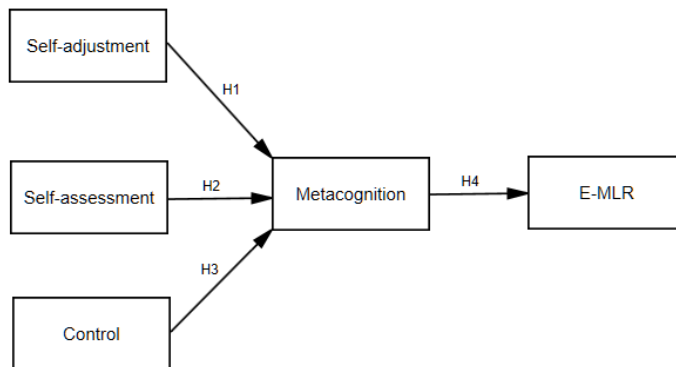 Self-adjustment
H1
Self-assessment
H2
Metacognition
H4
E-MLR
H3
Control